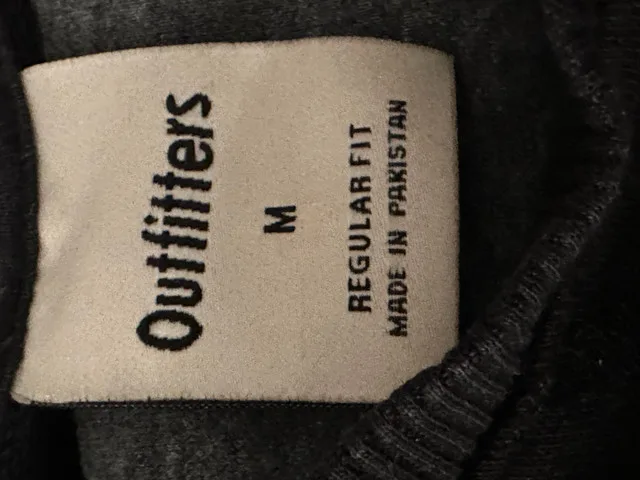 Outfitters
M
REGULAR FIT
MADE IN PAKISTAN